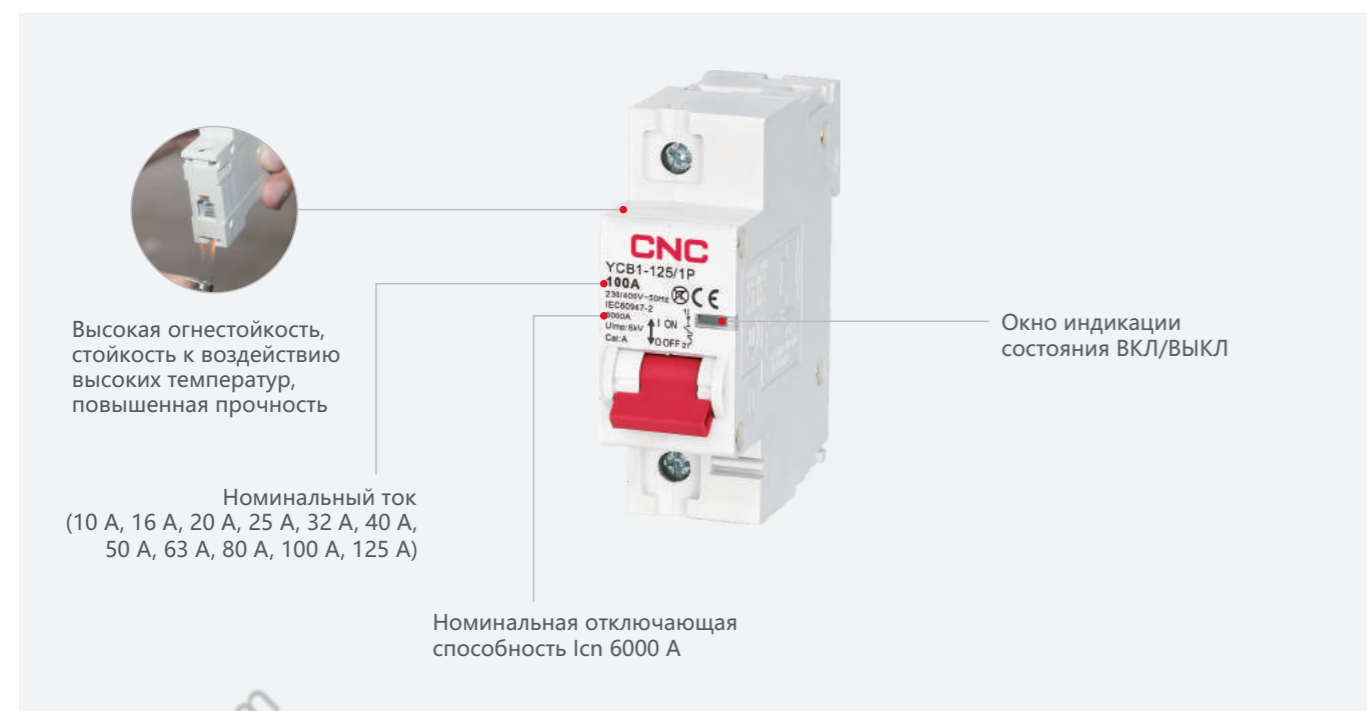 CNC
YCB1-125/1P
100A
230/400V~50Hz
IEC60947-2
Uimp:6kV
Cat:A
I ON
O OFF
Высокая огнестойкость,
стойкость к воздействию
высоких температур,
повышенная прочность
Номинальный ток
(10 А, 16 А, 20 А, 25 А, 32 А, 40 А,
50 А, 63 А, 80 А, 100 А, 125 А)
Номинальная отключающая
способность Icn 6000 А
Окно индикации
состояния ВКЛ/ВЫКЛ